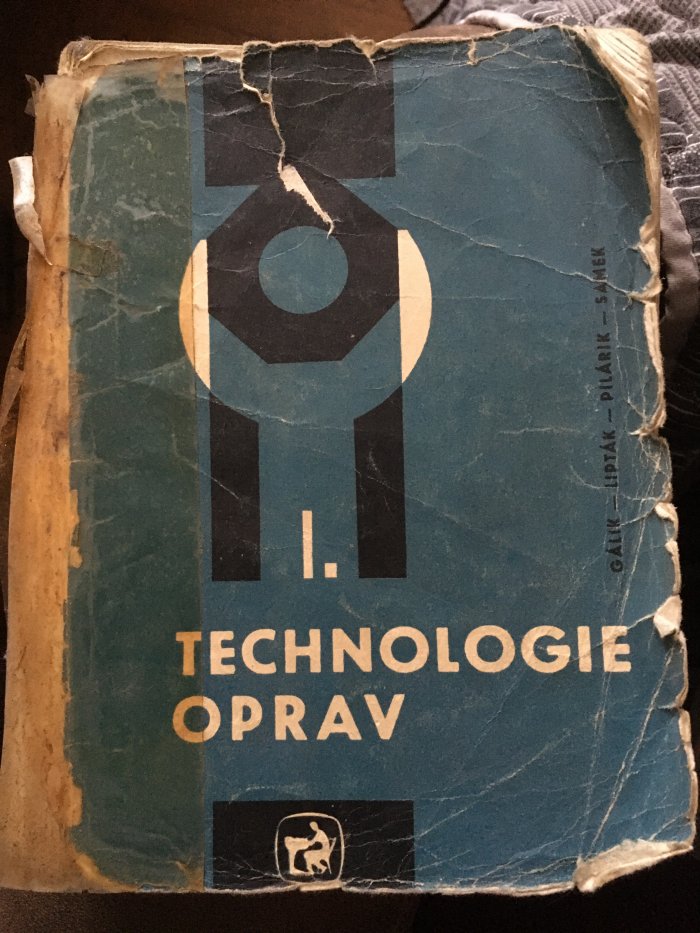 GÁLIK – LIPTÁK – PILÁRIK – SAMEK
I.
TECHNOLOGIE
OPRAV